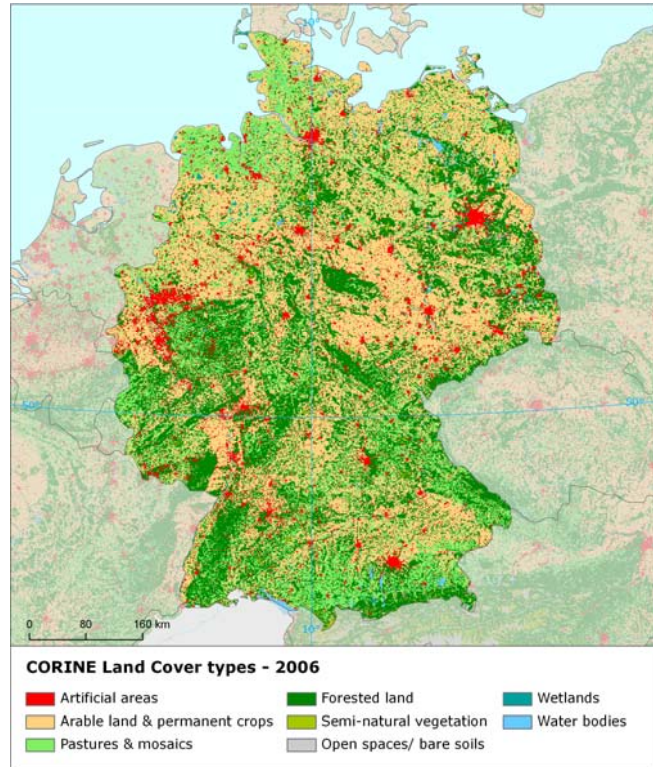 10°
50°
50°
10°
0 80 160 km
CORINE Land Cover types - 2006
Artificial areas
Forested land
Wetlands
Arable land & permanent crops
Semi-natural vegetation
Water bodies
Pastures & mosaics
Open spaces/ bare soils